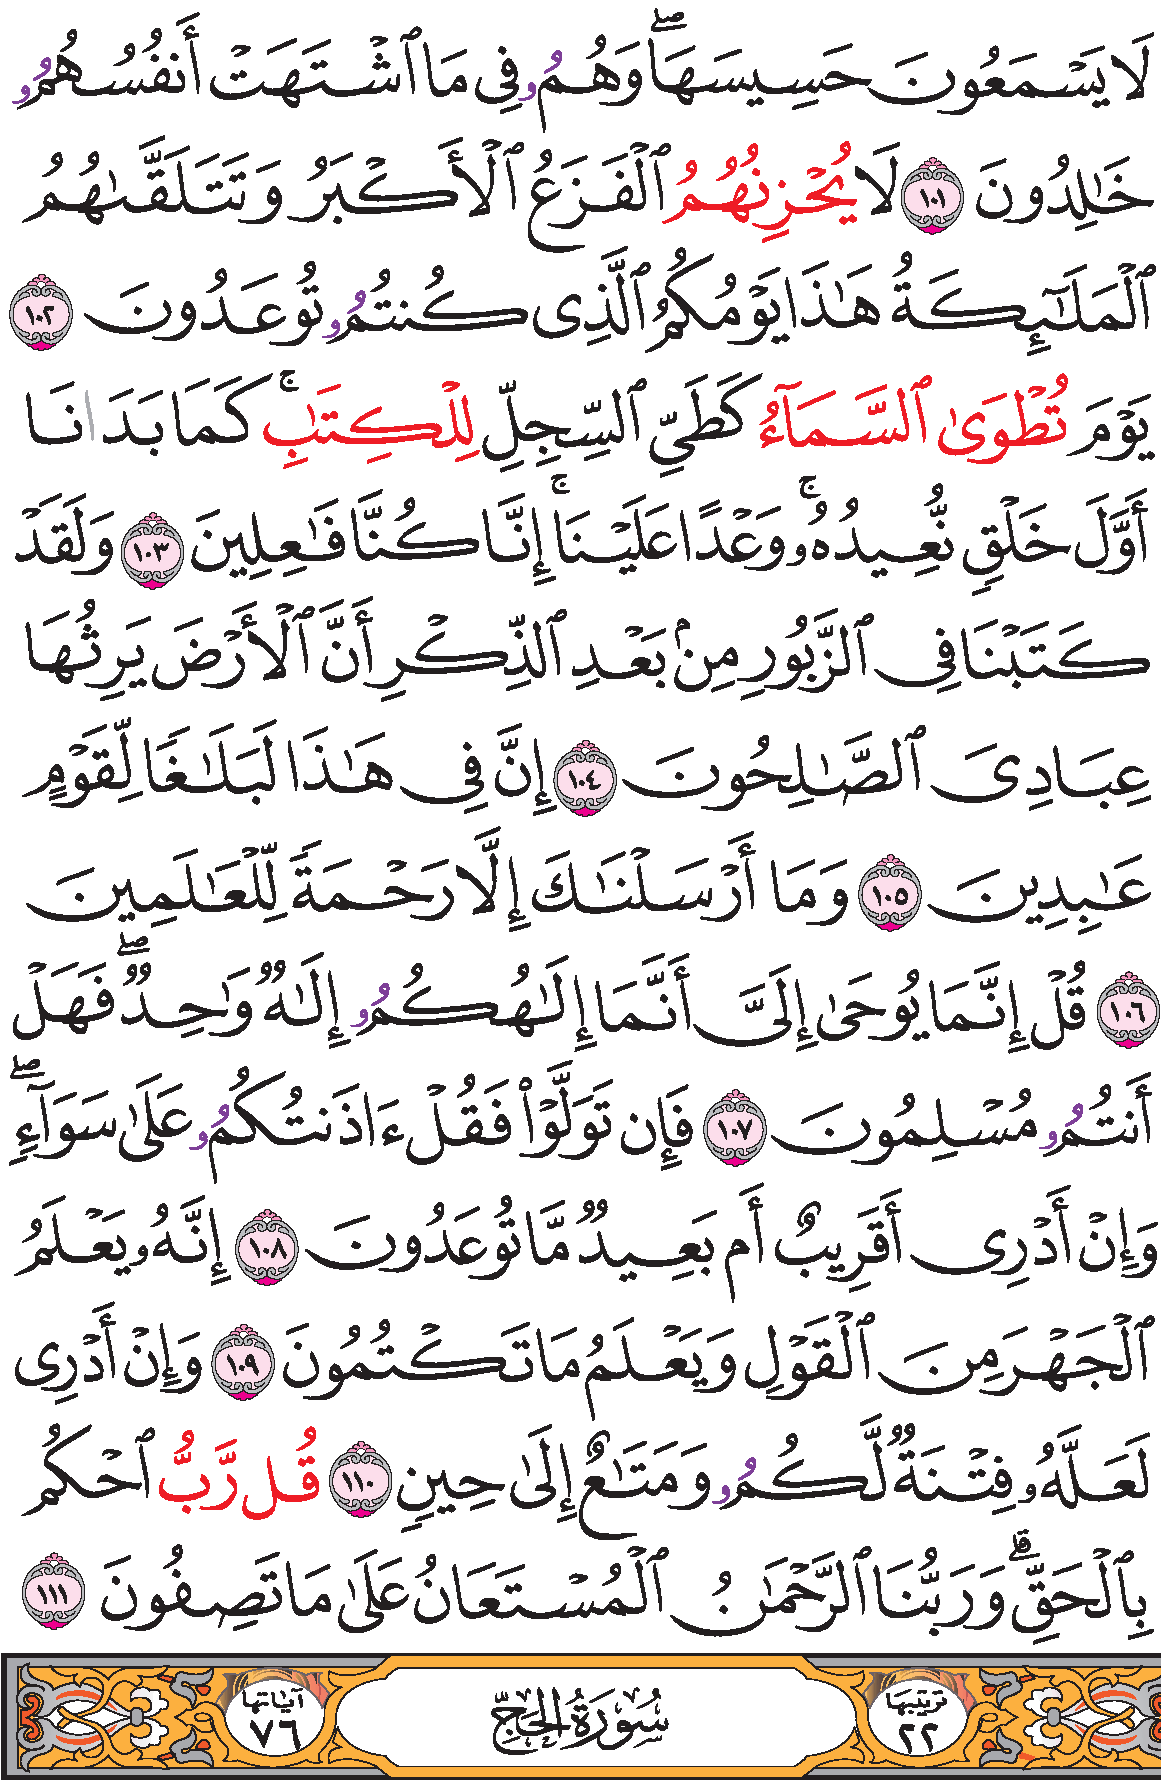 لَا يَسْمَعُونَ حَسِيسَهَاۖ وَهُمُۥ فِى مَا ٱشْتَهَتْ أَنفُسُهُمُۥ
خَٰلِدُونَ ١٠١ لَا يُحْزِنُهُمُ ٱلْفَزَعُ ٱلْأَكْبَرُ وَتَتَلَقَّىٰهُمُ
ٱلْمَلَٰٓئِكَةُ هَٰذَا يَوْمُكُمُ ٱلَّذِى كُنتُمُۥ تُوعَدُونَ ١٠٢
يَوْمَ تُطْوَىٰ ٱلسَّمَآءُ كَطَيِّ ٱلسِّجِلِّ لِلْكِتَٰبِۚ كَمَا بَدَانَا
أَوَّلَ خَلْقٍ نُّعِيدُهُۥۚ وَعْدًا عَلَيْنَاۚ إِنَّا كُنَّا فَٰعِلِينَ ١٠٣ وَلَقَدْ
كَتَبْنَا فِى ٱلزَّبُورِ مِنۢ بَعْدِ ٱلذِّكْرِ أَنَّ ٱلْأَرْضَ يَرِثُهَا
عِبَادِىَ ٱلصَّٰلِحُونَ ١٠٤ إِنَّ فِى هَٰذَا لَبَلَٰغًا لِّقَوْمٍ
عَٰبِدِينَ ١٠٥ وَمَا أَرْسَلْنَٰكَ إِلَّا رَحْمَةً لِّلْعَٰلَمِينَ
١٠٦ قُلْ إِنَّمَا يُوحَىٰ إِلَىَّ أَنَّمَا إِلَٰهُكُمُۥ إِلَٰهٌ وَٰحِدٌۖ فَهَلْ
أَنتُمُۥ مُسْلِمُونَ ١٠٧ فَإِن تَوَلَّوْا۟ فَقُلْ ءَاذَنتُكُمُۥ عَلَىٰ سَوَآءٍۖ
وَإِنْ أَدْرِى أَقَرِيبٌ أَم بَعِيدٌ مَّا تُوعَدُونَ ١٠٨ إِنَّهُۥ يَعْلَمُ
ٱلْجَهْرَ مِنَ ٱلْقَوْلِ وَيَعْلَمُ مَا تَكْتُمُونَ ١٠٩ وَإِنْ أَدْرِى
لَعَلَّهُۥ فِتْنَةٌ لَّكُمُۥ وَمَتَٰعٌ إِلَىٰ حِينٍ ١١٠ قُل رَّبُّ ٱحْكُم
بِٱلْحَقِّۗ وَرَبُّنَا ٱلرَّحْمَٰنُ ٱلْمُسْتَعَانُ عَلَىٰ مَا تَصِفُونَ ١١١
ترتيبها ٢٢ سُورَةُ الحَجِّ آياتها ٧٦